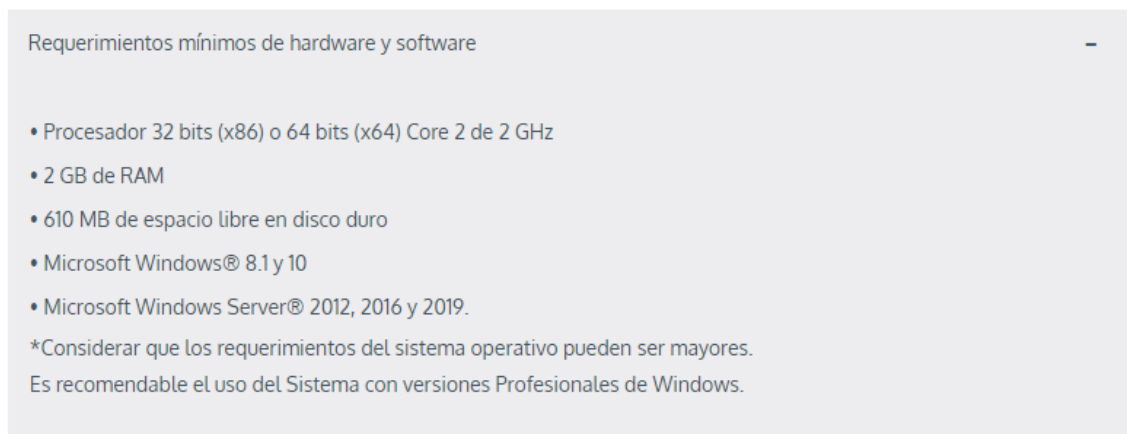 Requerimientos mínimos de hardware y software –
• Procesador 32 bits (x86) o 64 bits (x64) Core 2 de 2 GHz
• 2 GB de RAM
• 610 MB de espacio libre en disco duro
• Microsoft Windows® 8.1 y 10
• Microsoft Windows Server® 2012, 2016 y 2019.
*Considerar que los requerimientos del sistema operativo pueden ser mayores.
Es recomendable el uso del Sistema con versiones Profesionales de Windows.